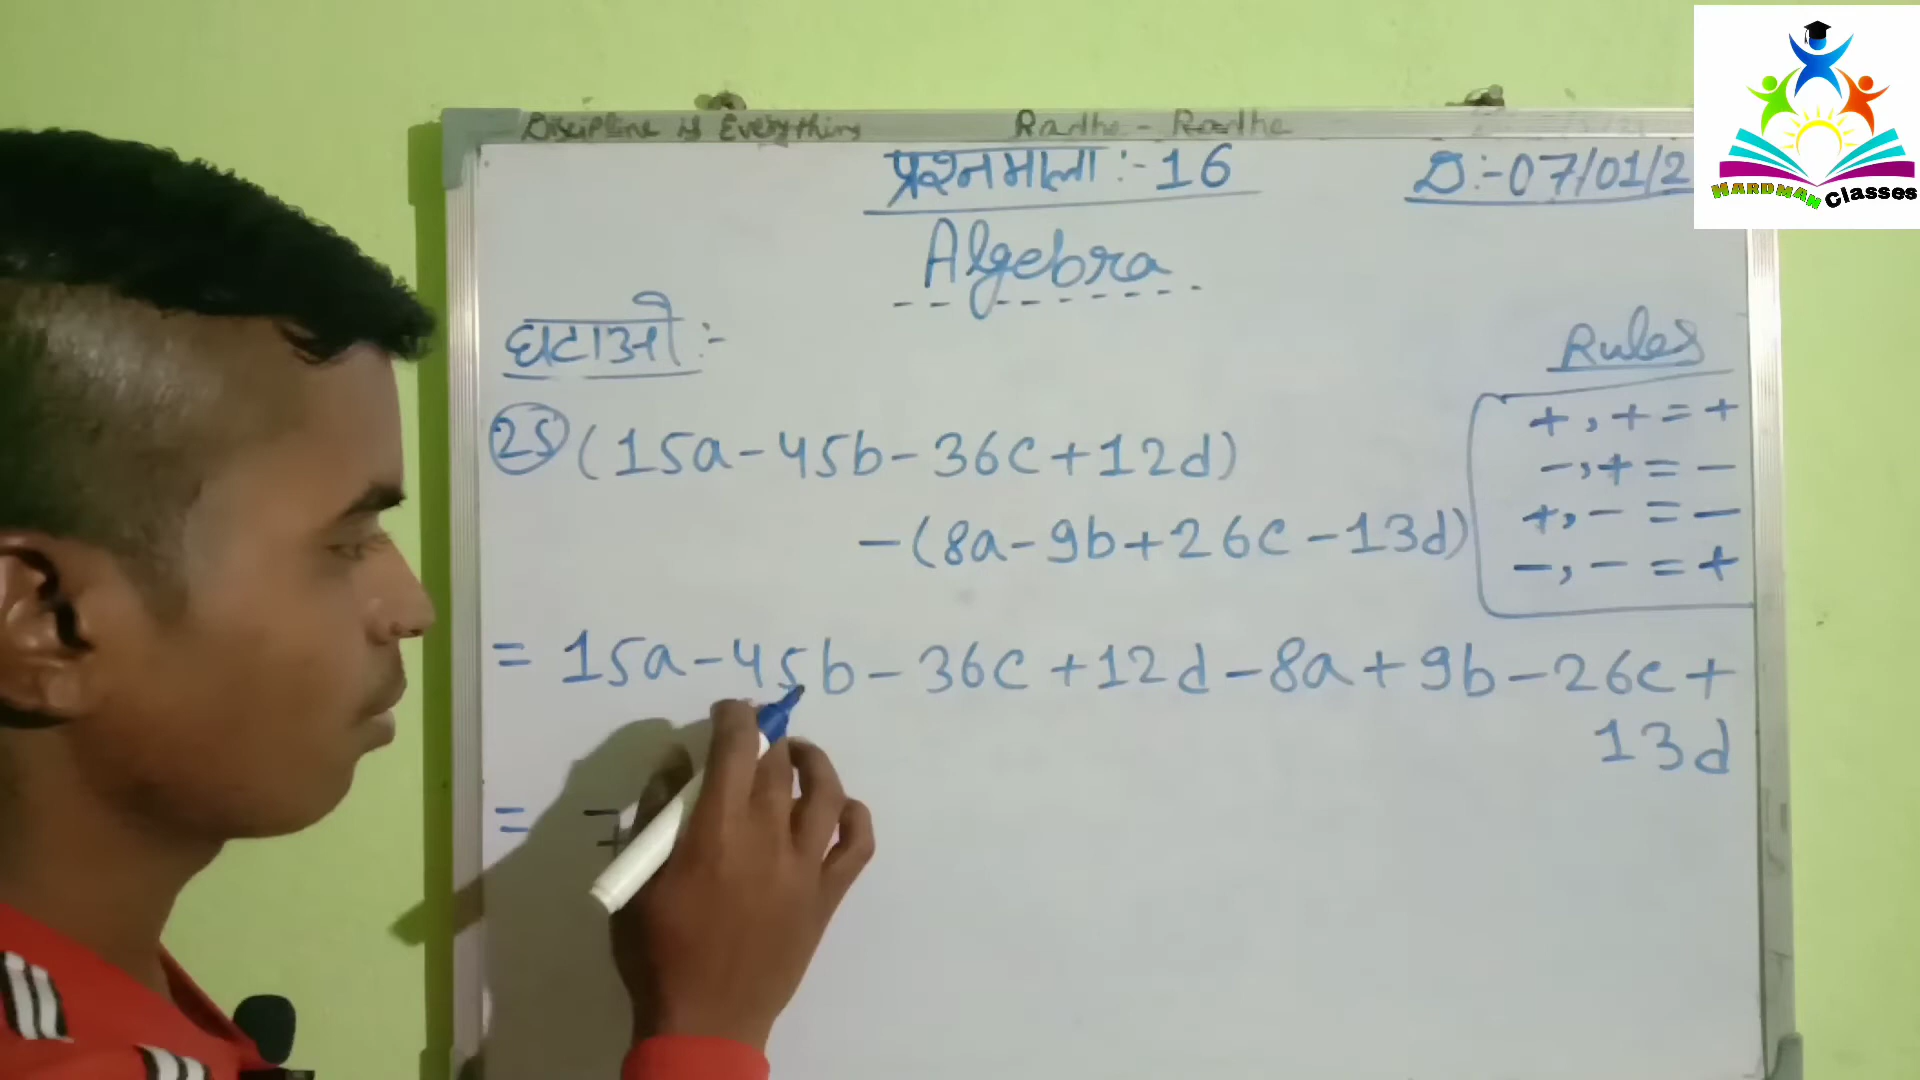 Discipline is Everything Radhe - Radhe
प्रश्नमाला :- 16
D:- 07/01/2
HARDMAN Classes
Algebra
घटाओ :-
Rules
+, + = +
-, + = -
+, - = -
-, - = +
25 (15a - 45b - 36c + 12d)
- (8a - 9b + 26c - 13d)
= 15a - 45b - 36c + 12d - 8a + 9b - 26c +
13d
=